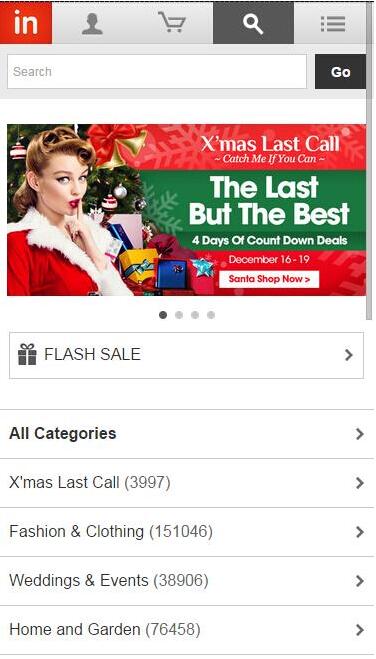 in
Search
Go
X'mas Last Call
~ Catch Me If You Can ~
The Last
But The Best
4 Days Of Count Down Deals
December 16 - 19
Santa Shop Now >
FLASH SALE
All Categories
X'mas Last Call (3997)
Fashion & Clothing (151046)
Weddings & Events (38906)
Home and Garden (76458)